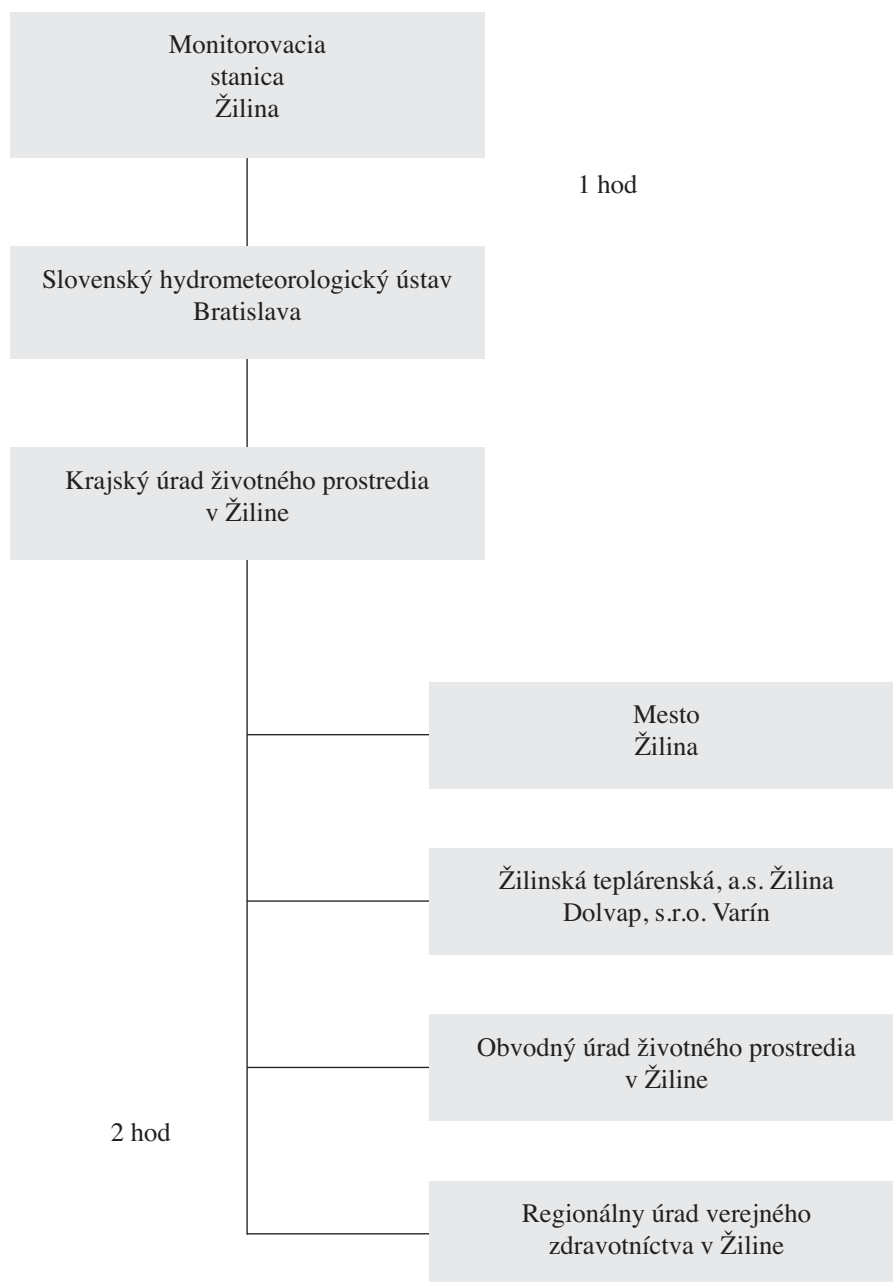 Monitorovacia
stanica
Žilina
1 hod
Slovenský hydrometeorologický ústav
Bratislava
Krajský úrad životného prostredia
v Žiline
Mesto
Žilina
Žilinská teplárenská, a.s. Žilina
Dolvap, s.r.o. Varín
Obvodný úrad životného prostredia
v Žiline
2 hod
Regionálny úrad verejného
zdravotníctva v Žiline